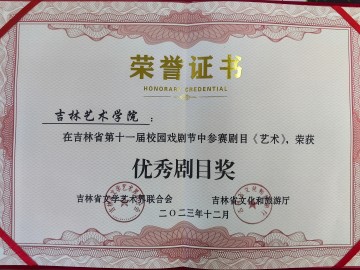 荣誉证书
HONORARY CREDENTIAL
吉林艺术学院：
在吉林省第十一届校园戏剧节中参赛剧目《艺术》，荣获
优秀剧目奖
吉林省文学艺术界联合会 吉林省文化和旅游厅
二〇二三年十二月